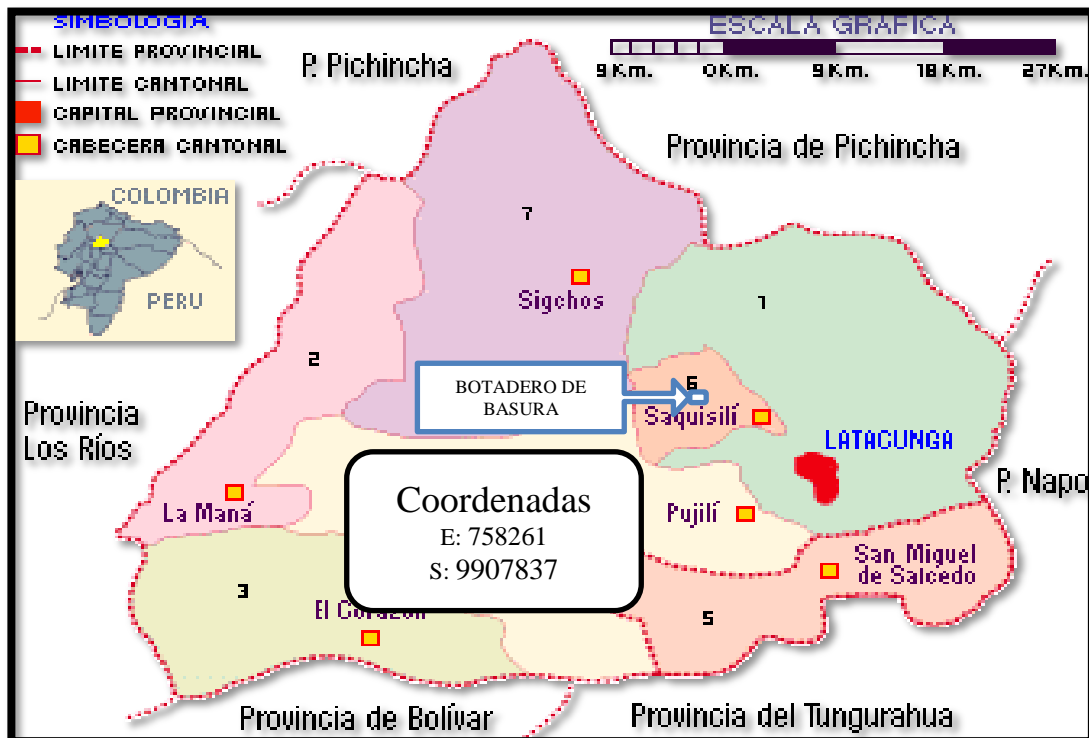 SIMBOLOGIA
LIMITE PROVINCIAL
LIMITE CANTONAL
CAPITAL PROVINCIAL
CABECERA CANTONAL
ESCALA GRAFICA
9 Km. 0 Km. 9 Km. 18 Km. 27 Km.
P. Pichincha
Provincia de Pichincha
COLOMBIA
PERU
7
Sigchos
1
2
BOTADERO DE
BASURA
6
Saquisilí
Provincia
Los Ríos
LATACUNGA
P. Napo
La Maná
Coordenadas
E: 758261
S: 9907837
Pujilí
San Miguel
de Salcedo
3
El Corazón
5
Provincia de Bolívar
Provincia del Tungurahua